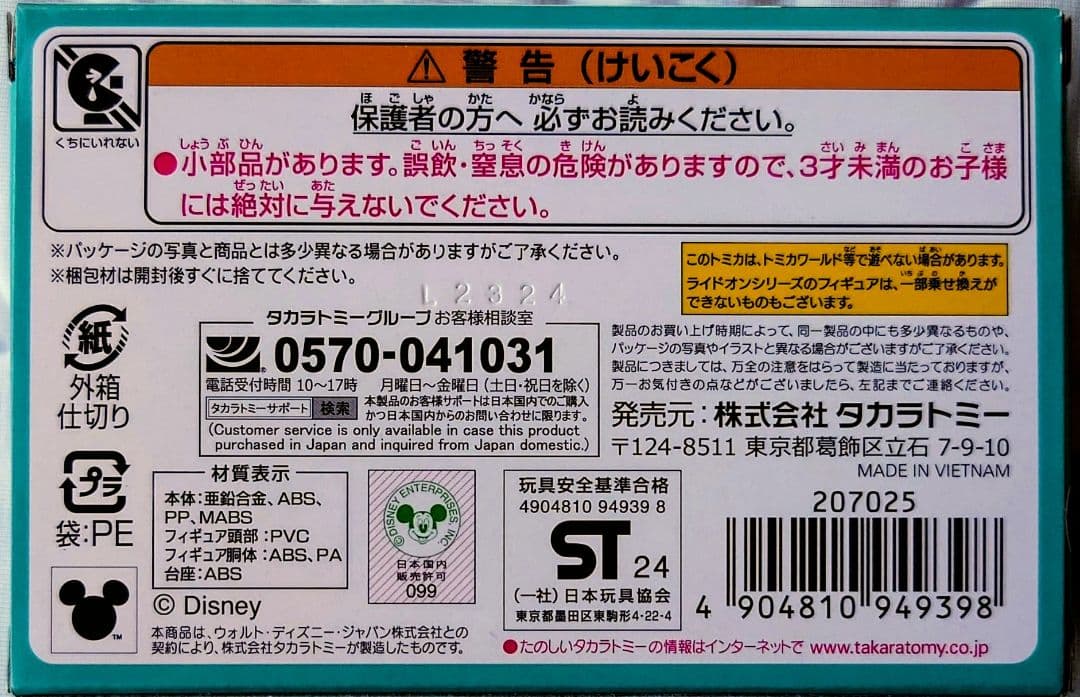 くちにいれない
⚠ 警告（けいこく）
保護者の方へ 必ずお読みください。
●小部品があります。誤飲・窒息の危険がありますので、3才未満のお子様
には絶対に与えないでください。
※パッケージの写真と商品とは多少異なる場合がありますがご了承ください。
※梱包材は開封後すぐに捨ててください。
L2324
このトミカは、トミカワールド等で遊べない場合があります。
ライドオンシリーズのフィギュアは、一部乗せ換えが
できないものもございます。
紙
外箱
仕切り
タカラトミーグループお客様相談室
0570-041031
電話受付時間 10〜17時 月曜日〜金曜日（土日・祝日を除く）
タカラトミーサポート 検索
本製品のお客様サポートは日本国内でのご購入
かつ日本国内からのお問い合わせに限ります。
(Customer service is only available in case this product
purchased in Japan and inquired from Japan domestic.)
製品のお買い上げ時期によって、同一製品の中にも多少異なるものや、
パッケージの写真やイラストと異なる場合がございますがご了承ください。
製品につきましては、万全の注意をはらって製造に当たっておりますが、
万一お気付きの点などがございましたら、左記までご連絡ください。
発売元：株式会社 タカラトミー
〒124-8511 東京都葛飾区立石 7-9-10
MADE IN VIETNAM
プラ
袋：PE
材質表示
本体：亜鉛合金、ABS、
PP、MABS
フィギュア頭部：PVC
フィギュア胴体：ABS、PA
台座：ABS
©DISNEY ENTERPRISES, INC.
日本国内
販売許可
099
玩具安全基準合格
4904810 94939 8
ST 24
（一社）日本玩具協会
東京都墨田区東駒形4-22-4
207025
4 904810 949398
TM
© Disney
本商品は、ウォルト・ディズニー・ジャパン株式会社との
契約により、株式会社タカラトミーが製造したものです。
●たのしいタカラトミーの情報はインターネットで www.takaratomy.co.jp